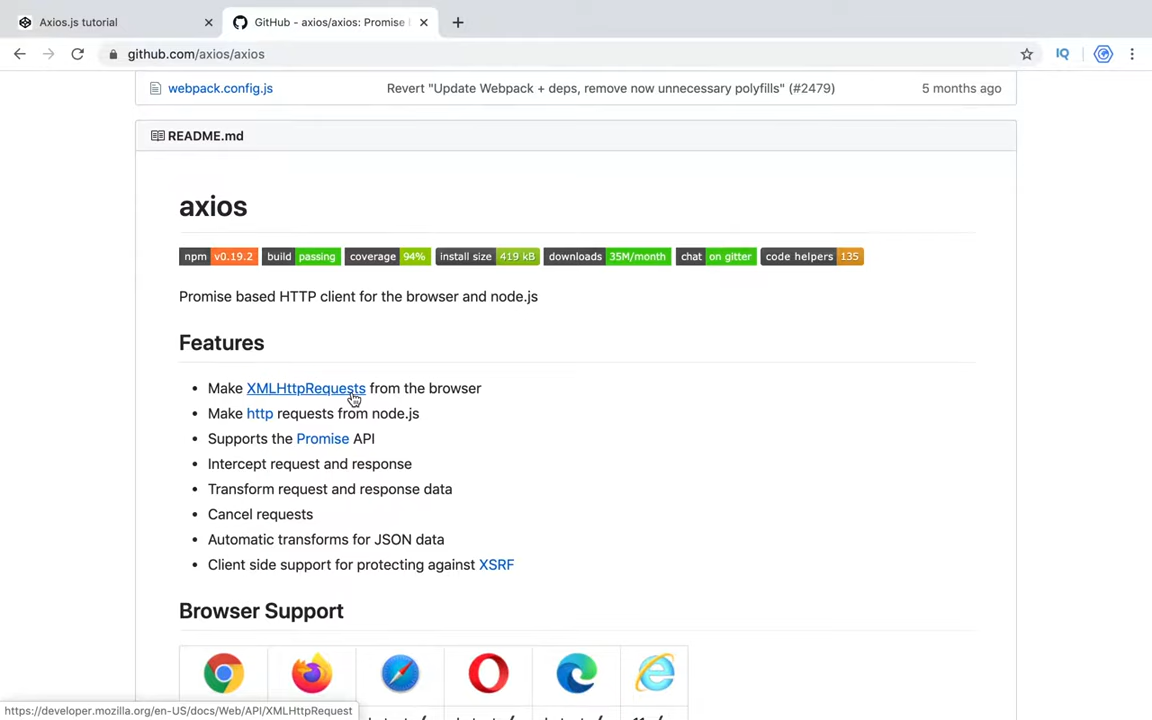 Axios.js tutorial
GitHub - axios/axios: Promise
github.com/axios/axios
IQ
webpack.config.js Revert "Update Webpack + deps, remove now unnecessary polyfills" (#2479) 5 months ago
README.md
axios
npm v0.19.2 build passing coverage 94% install size 419 kB downloads 35M/month chat on gitter code helpers 135
Promise based HTTP client for the browser and node.js
Features
• Make XMLHttpRequests from the browser
• Make http requests from node.js
• Supports the Promise API
• Intercept request and response
• Transform request and response data
• Cancel requests
• Automatic transforms for JSON data
• Client side support for protecting against XSRF
Browser Support
https://developer.mozilla.org/en-US/docs/Web/API/XMLHttpRequest